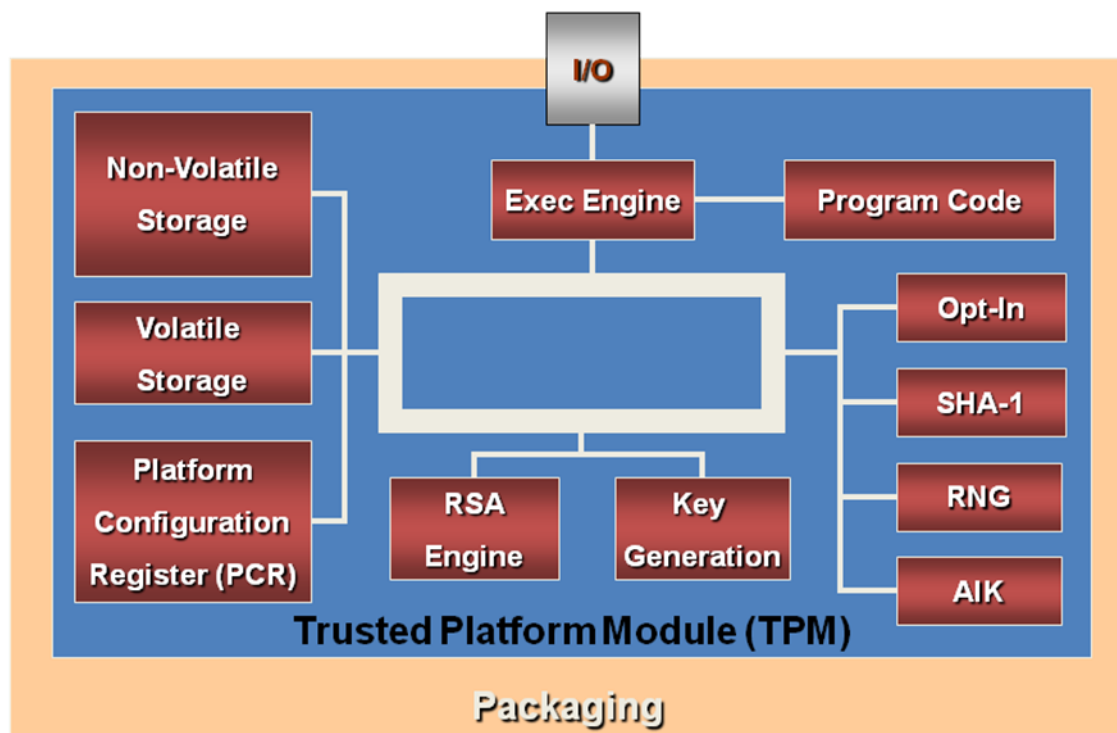 I/O
Non-Volatile
Storage
Exec Engine
Program Code
Volatile
Storage
Opt-In
SHA-1
Platform
Configuration
Register (PCR)
RSA
Engine
Key
Generation
RNG
AIK
Trusted Platform Module (TPM)
Packaging